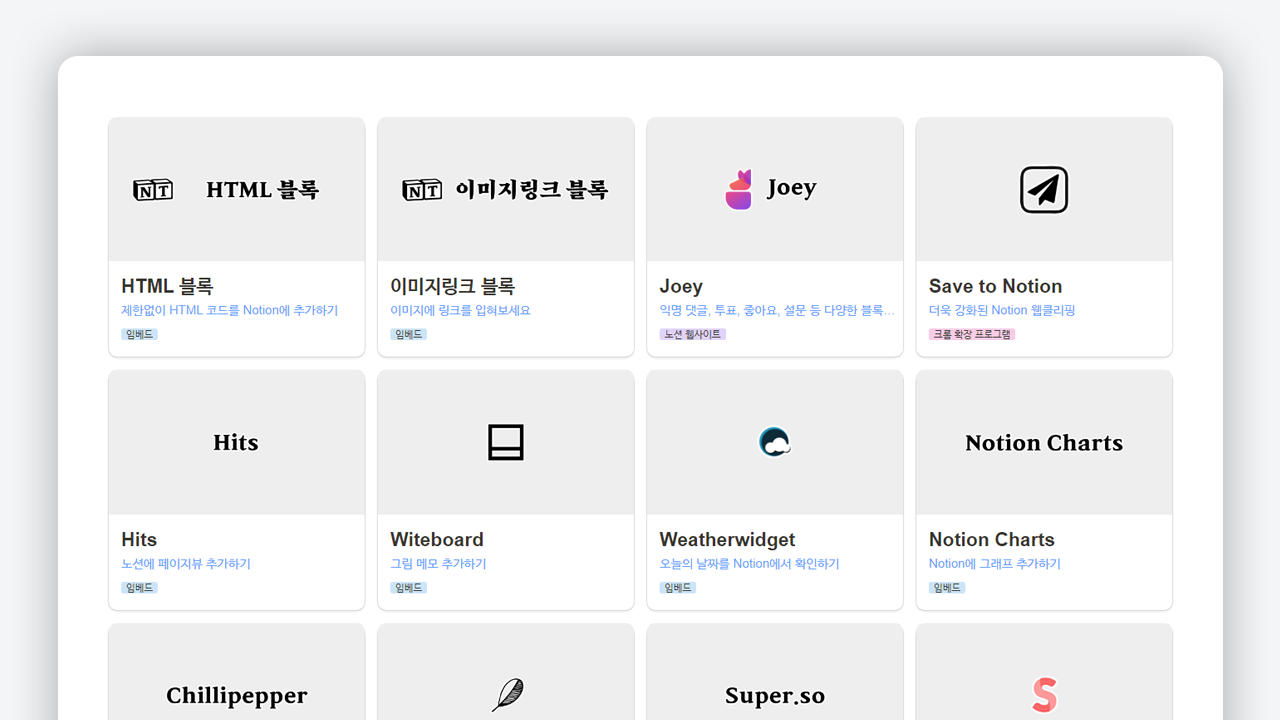 NT HTML 블록
NT 이미지링크 블록
Joey
HTML 블록
제한없이 HTML 코드를 Notion에 추가하기
임베드
이미지링크 블록
이미지에 링크를 입혀보세요
임베드
Joey
익명 댓글, 투표, 좋아요, 설문 등 다양한 블록…
노션 웹사이트
Save to Notion
더욱 강화된 Notion 웹클리핑
크롬 확장 프로그램
Hits
Notion Charts
Hits
노션에 페이지뷰 추가하기
임베드
Witeboard
그림 메모 추가하기
임베드
Weatherwidget
오늘의 날짜를 Notion에서 확인하기
임베드
Notion Charts
Notion에 그래프 추가하기
임베드
Chillipepper
Super.so
S